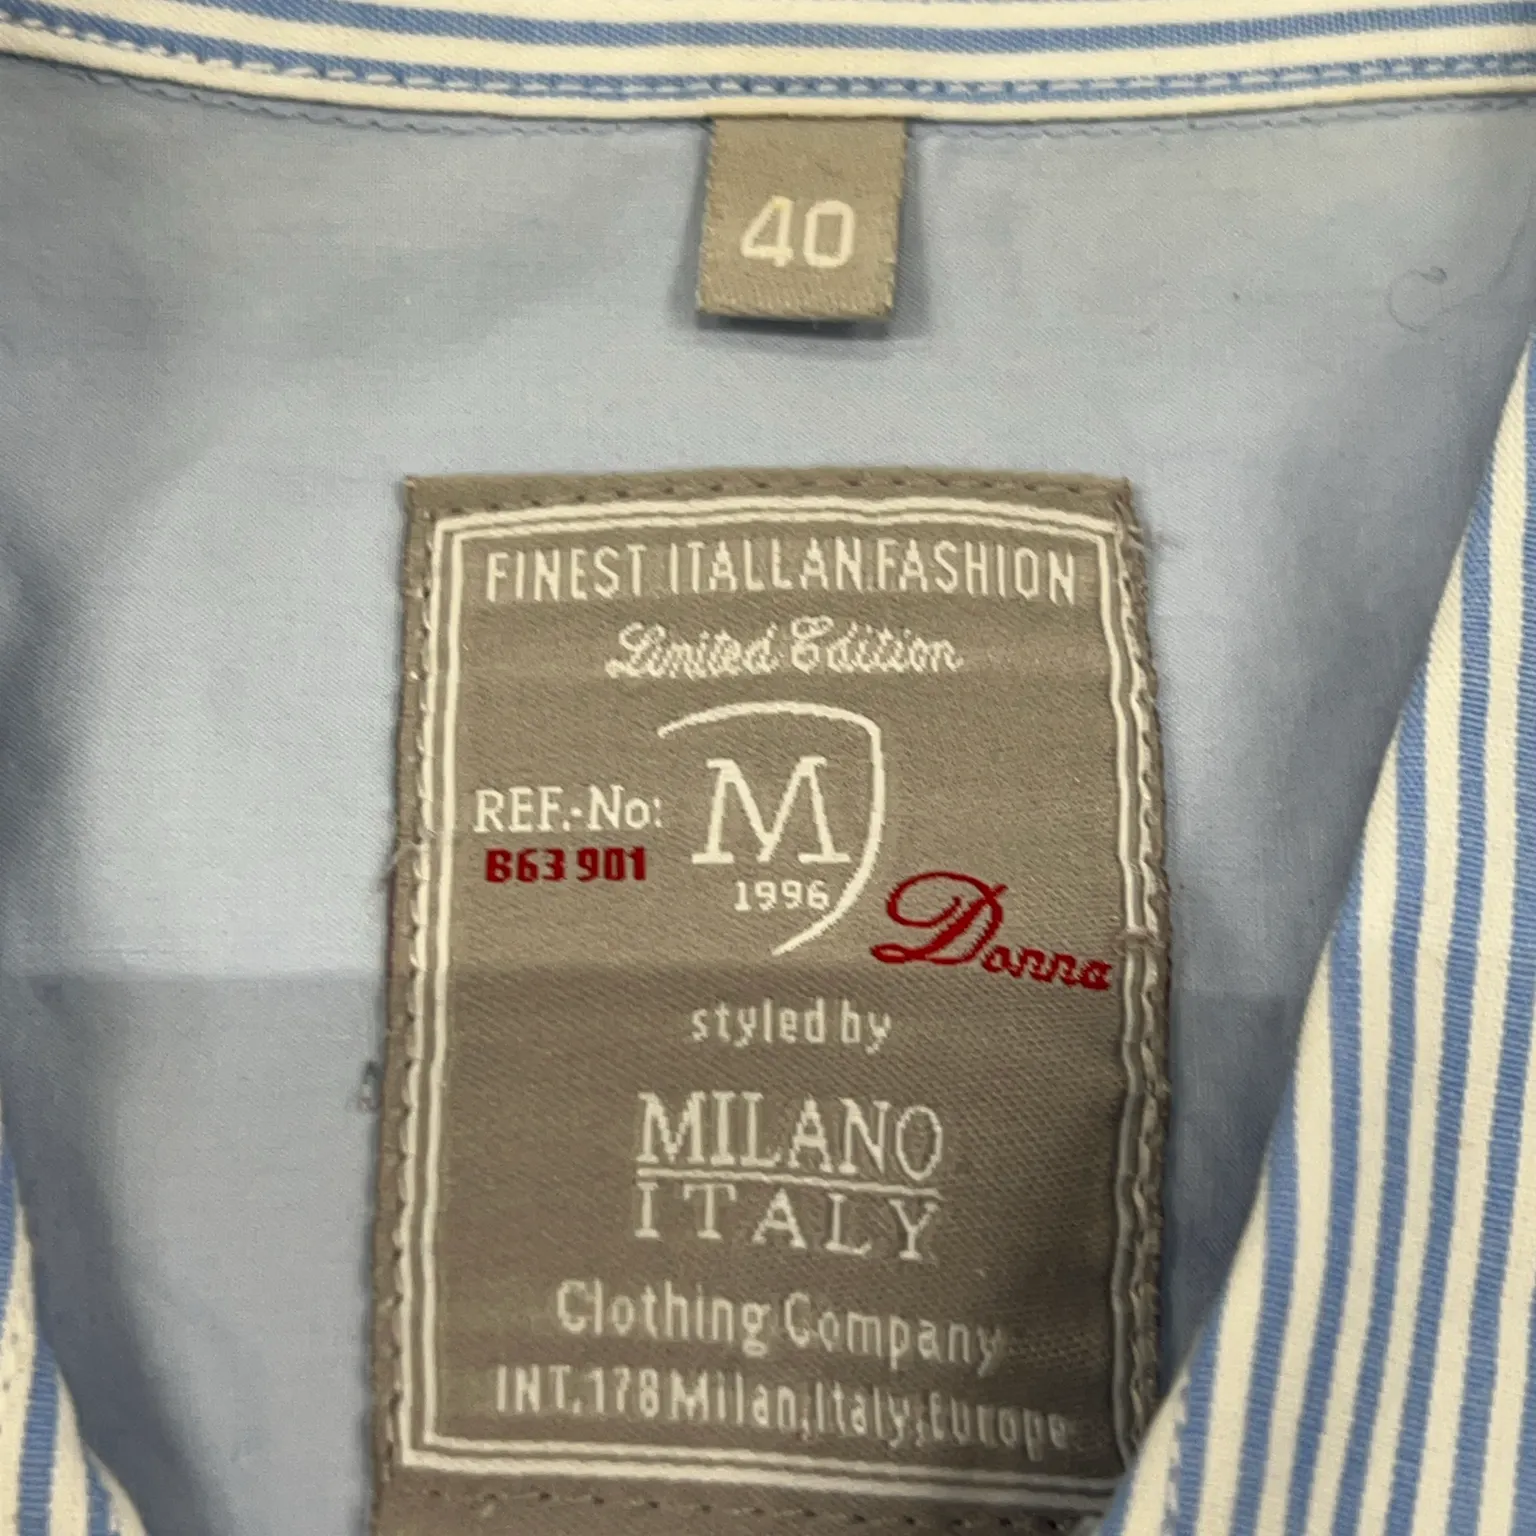 40
FINEST ITALLAN.FASHION
Limited Edition
M
REF.-No:
B63 901
1996
Donna
styled by
MILANO
ITALY
Clothing Company
INT.178 Milan,Italy,Europe